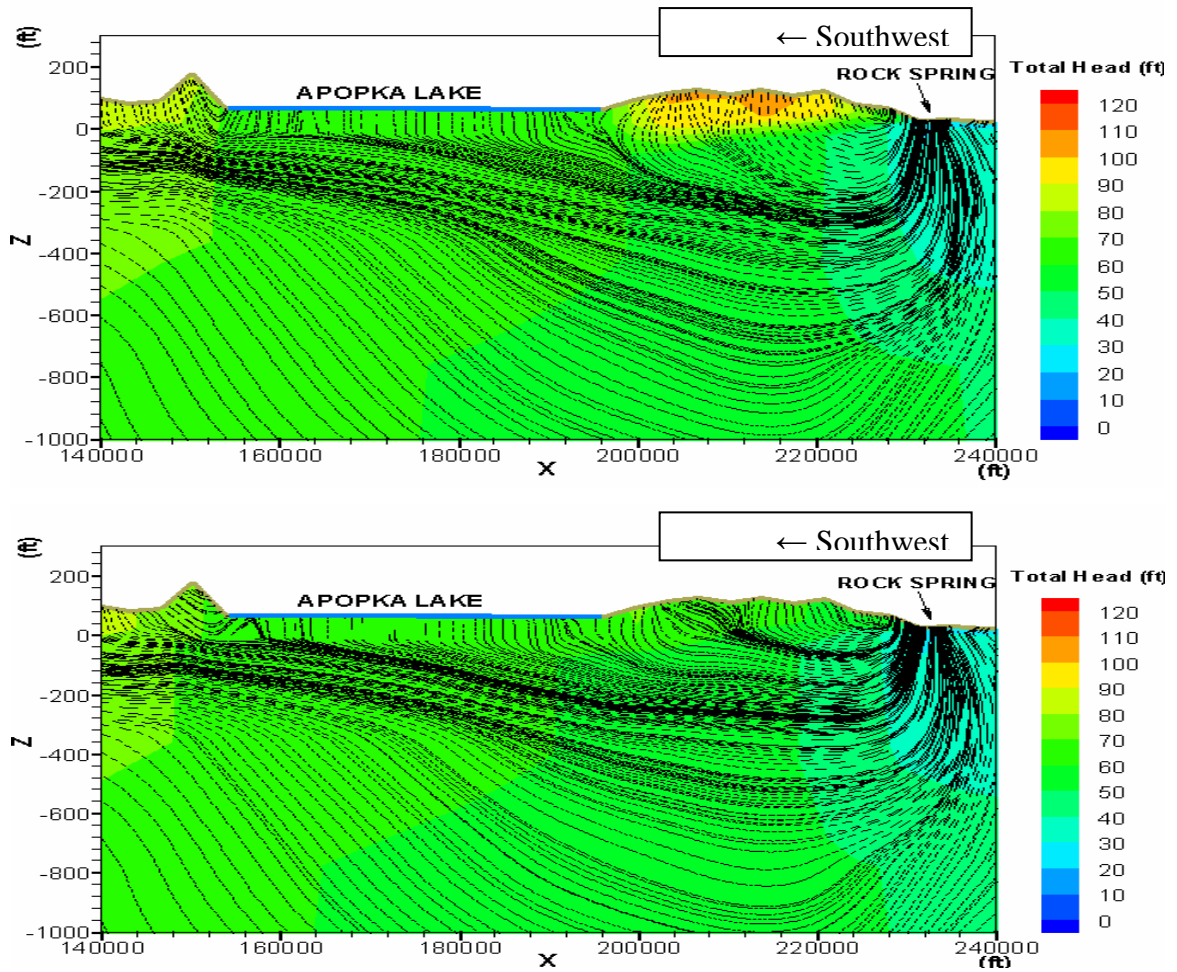 ← Southwest
ROCK SPRING
APOPKA LAKE
Total Head (ft)
120
110
100
90
80
70
60
50
40
30
20
10
0
(ft)
200
0
-200
-400
-600
-800
-1000
Z
140000 160000 180000 200000 220000 240000
X
(ft)
← Southwest
ROCK SPRING
APOPKA LAKE
Total Head (ft)
120
110
100
90
80
70
60
50
40
30
20
10
0
(ft)
200
0
-200
-400
-600
-800
-1000
Z
140000 160000 180000 200000 220000 240000
X
(ft)